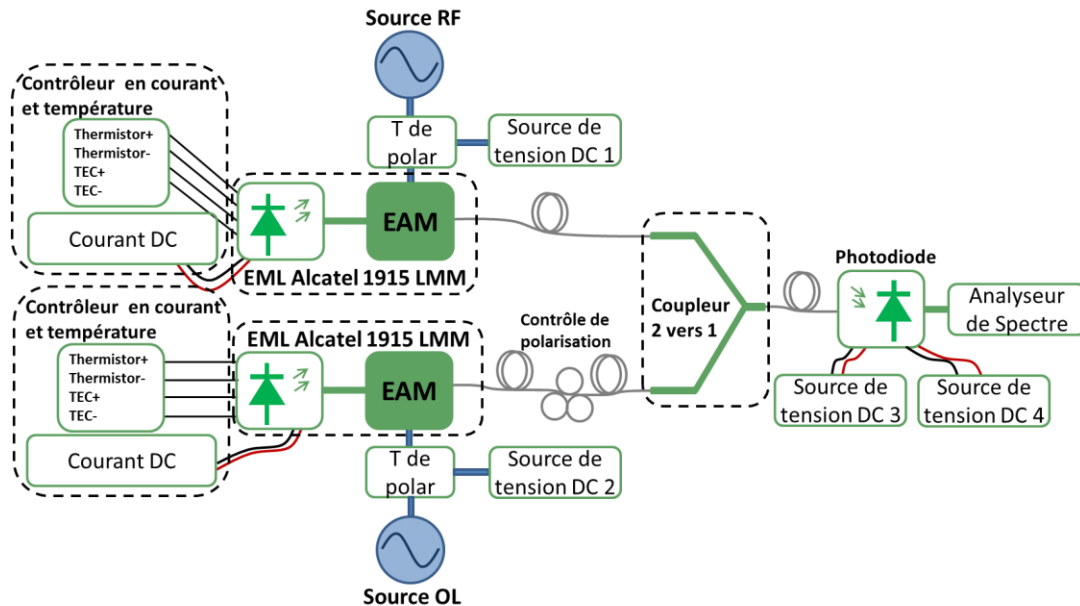 Source RF
Contrôleur en courant
et température
Thermistor+
Thermistor-
TEC+
TEC-
Courant DC
T de
polar
Source de
tension DC 1
EAM
EML Alcatel 1915 LMM
Contrôleur en courant
et température
Thermistor+
Thermistor-
TEC+
TEC-
Courant DC
EML Alcatel 1915 LMM
EAM
T de
polar
Source de
tension DC 2
Source OL
Contrôle de
polarisation
Coupleur
2 vers 1
Photodiode
Analyseur
de Spectre
Source de
tension DC 3
Source de
tension DC 4